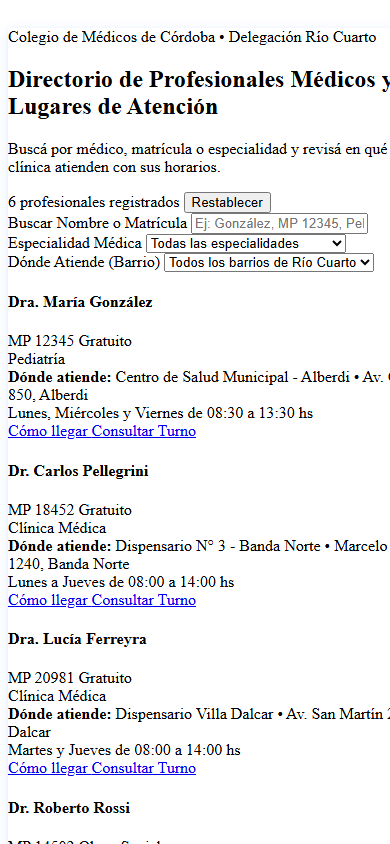 Colegio de Médicos de Córdoba • Delegación Río Cuarto
Directorio de Profesionales Médicos y
Lugares de Atención
Buscá por médico, matrícula o especialidad y revisá en qué
clínica atienden con sus horarios.
6 profesionales registrados Restablecer
Buscar Nombre o Matrícula Ej: González, MP 12345, Pel
Especialidad Médica Todas las especialidades
Dónde Atiende (Barrio) Todos los barrios de Río Cuarto
Dra. María González
MP 12345 Gratuito
Pediatría
Dónde atiende: Centro de Salud Municipal - Alberdi • Av.
850, Alberdi
Lunes, Miércoles y Viernes de 08:30 a 13:30 hs
Cómo llegar Consultar Turno
Dr. Carlos Pellegrini
MP 18452 Gratuito
Clínica Médica
Dónde atiende: Dispensario N° 3 - Banda Norte • Marcelo
1240, Banda Norte
Lunes a Jueves de 08:00 a 14:00 hs
Cómo llegar Consultar Turno
Dra. Lucía Ferreyra
MP 20981 Gratuito
Clínica Médica
Dónde atiende: Dispensario Villa Dalcar • Av. San Martín
Dalcar
Martes y Jueves de 08:00 a 14:00 hs
Cómo llegar Consultar Turno
Dr. Roberto Rossi